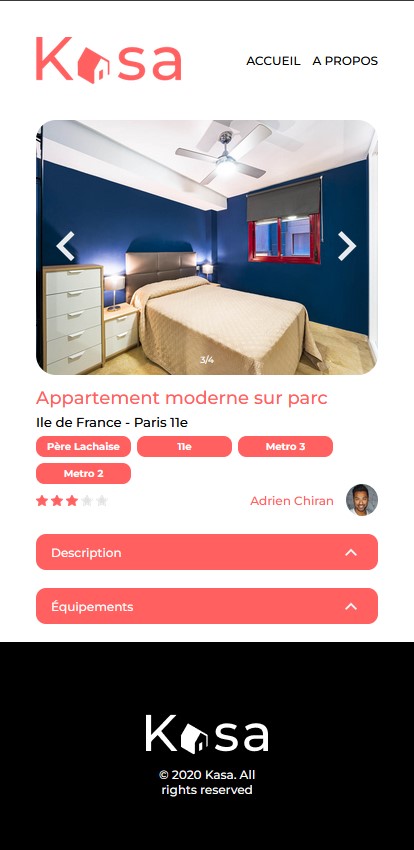 Kasa
ACCUEIL A PROPOS
3/4
Appartement moderne sur parc
Ile de France - Paris 11e
Père Lachaise 11e Metro 3
Metro 2
Adrien Chiran
Description
Équipements
Kasa
© 2020 Kasa. All
rights reserved